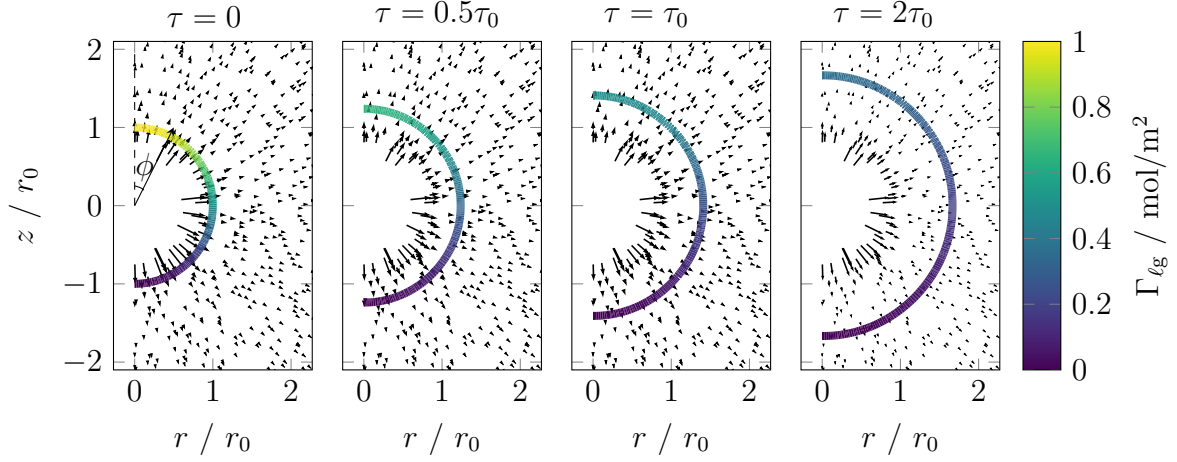 τ = 0
τ = 0.5τ₀
τ = τ₀
τ = 2τ₀
z / r₀
2
1
0
−1
−2
ϕ
0 1 2
0 1 2
0 1 2
0 1 2
r / r₀
r / r₀
r / r₀
r / r₀
1
0.8
0.6
0.4
0.2
0
Γℓg / mol/m²